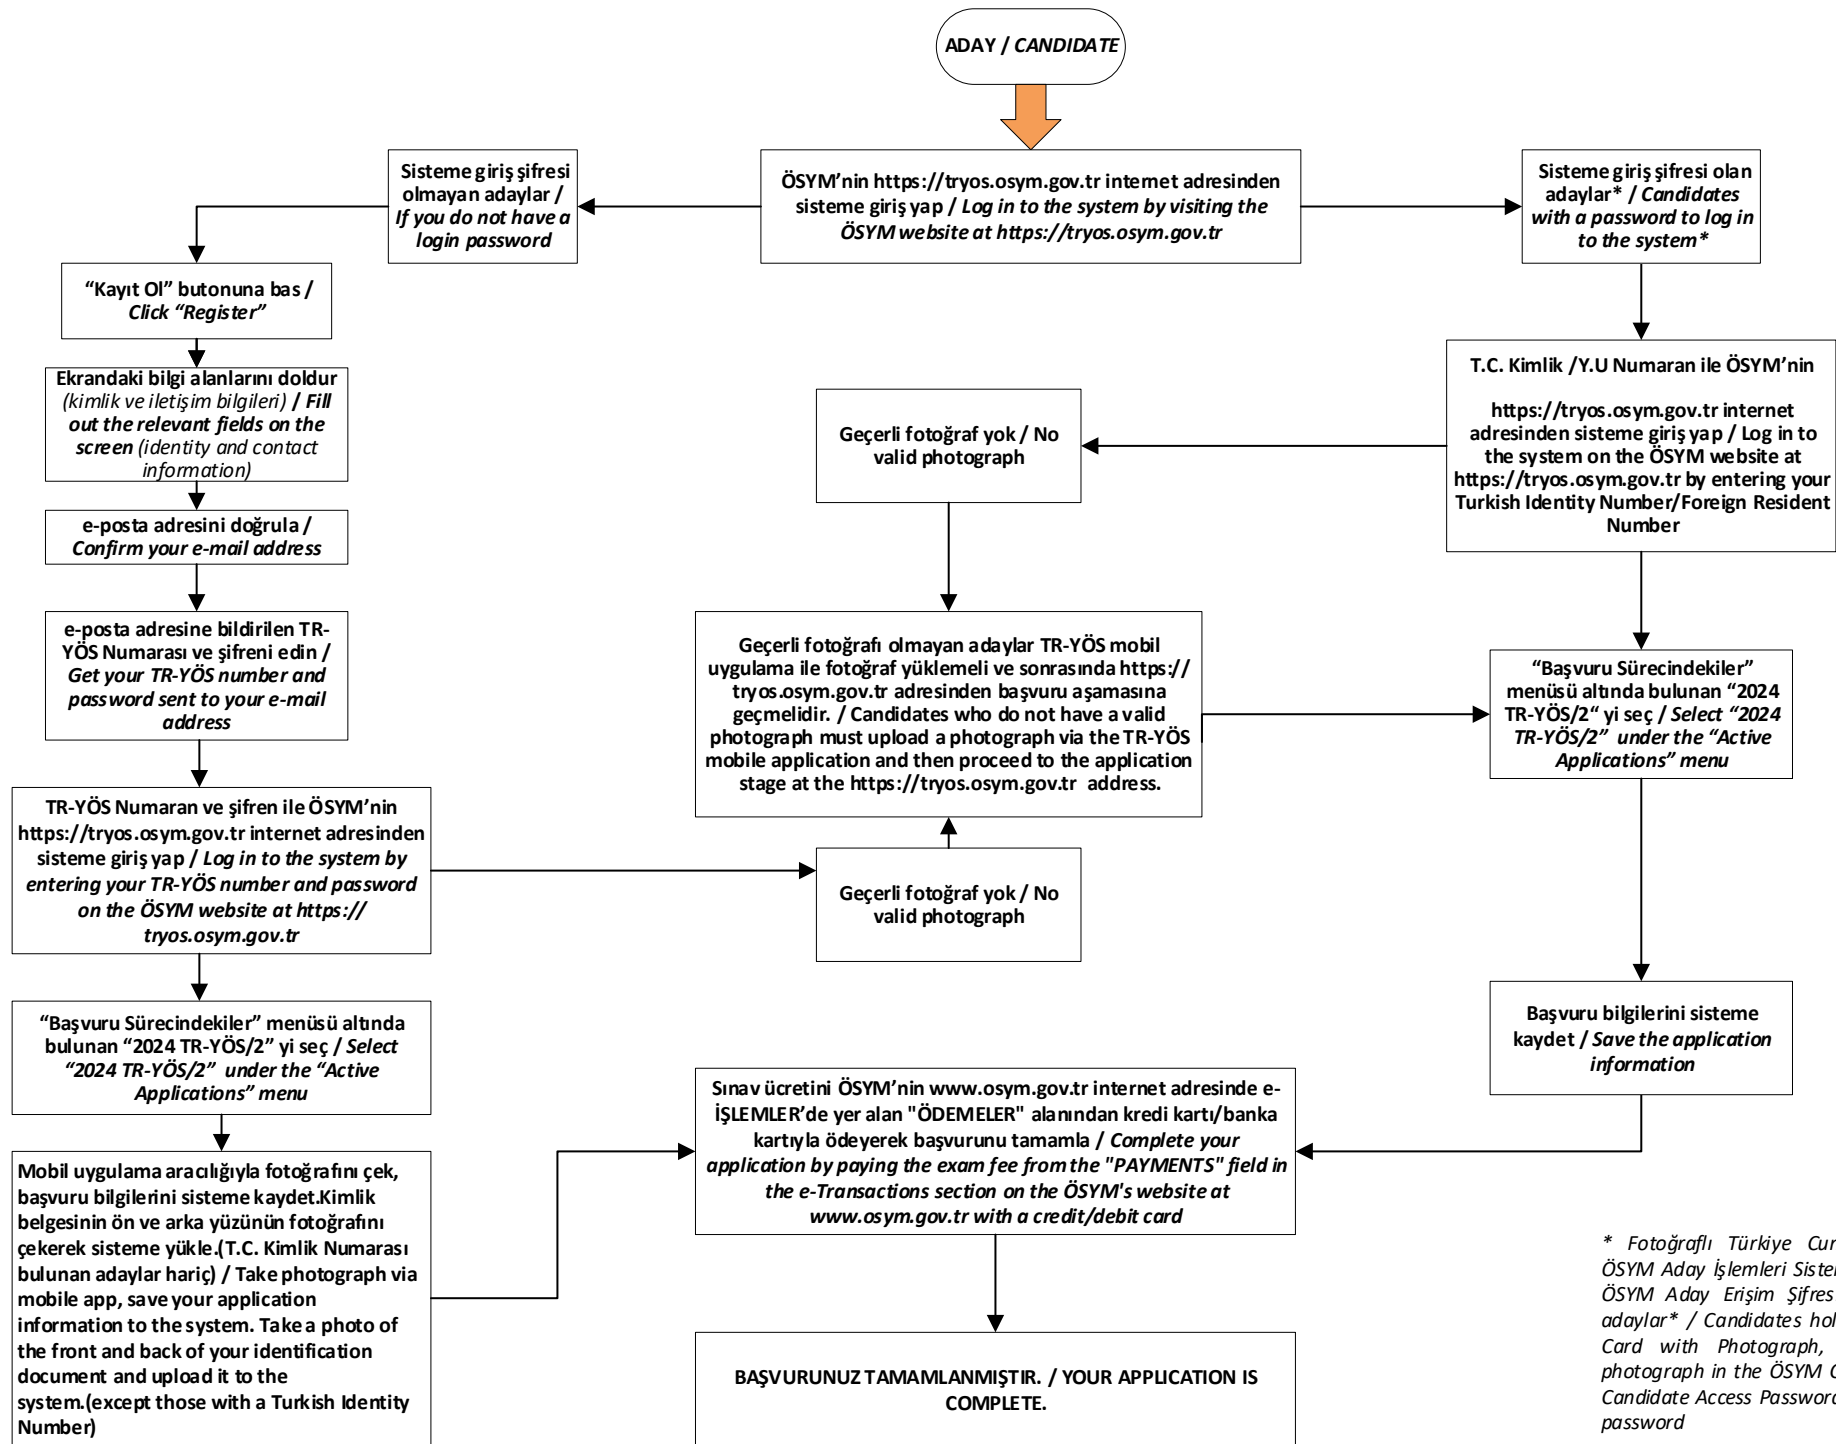 ADAY / CANDIDATE
Sisteme giriş şifresi
olmayan adaylar /
If you do not have a
login password
ÖSYM’nin https://tryos.osym.gov.tr internet adresinden
sisteme giriş yap / Log in to the system by visiting the
ÖSYM website at https://tryos.osym.gov.tr
Sisteme giriş şifresi olan
adaylar* / Candidates
with a password to log in
to the system*
“Kayıt Ol” butonuna bas /
Click “Register”
Ekrandaki bilgi alanlarını doldur
(kimlik ve iletişim bilgileri) / Fill
out the relevant fields on the
screen (identity and contact
information)
e-posta adresini doğrula /
Confirm your e-mail address
e-posta adresine bildirilen TR-
YÖS Numarası ve şifreni edin /
Get your TR-YÖS number and
password sent to your e-mail
address
TR-YÖS Numaran ve şifren ile ÖSYM’nin
https://tryos.osym.gov.tr internet adresinden
sisteme giriş yap / Log in to the system by
entering your TR-YÖS number and password
on the ÖSYM website at https://
tryos.osym.gov.tr
“Başvuru Sürecindekiler” menüsü altında
bulunan “2024 TR-YÖS/2” yi seç / Select
“2024 TR-YÖS/2” under the “Active
Applications” menu
Mobil uygulama aracılığıyla fotoğrafını çek,
başvuru bilgilerini sisteme kaydet.Kimlik
belgesinin ön ve arka yüzünün fotoğrafını
çekerek sisteme yükle.(T.C. Kimlik Numarası
bulunan adaylar hariç) / Take photograph via
mobile app, save your application
information to the system. Take a photo of
the front and back of your identification
document and upload it to the
system.(except those with a Turkish Identity
Number)
Geçerli fotoğraf yok / No
valid photograph
Geçerli fotoğrafı olmayan adaylar TR-YÖS mobil
uygulama ile fotoğraf yüklemeli ve sonrasında https://
tryos.osym.gov.tr adresinden başvuru aşamasına
geçmelidir. / Candidates who do not have a valid
photograph must upload a photograph via the TR-YÖS
mobile application and then proceed to the application
stage at the https://tryos.osym.gov.tr address.
Geçerli fotoğraf yok / No
valid photograph
Sınav ücretini ÖSYM’nin www.osym.gov.tr internet adresinde e-
İŞLEMLER’de yer alan "ÖDEMELER" alanından kredi kartı/banka
kartıyla ödeyerek başvurunu tamamla / Complete your
application by paying the exam fee from the "PAYMENTS" field in
the e-Transactions section on the ÖSYM's website at
www.osym.gov.tr with a credit/debit card
BAŞVURUNUZ TAMAMLANMIŞTIR. / YOUR APPLICATION IS
COMPLETE.
T.C. Kimlik /Y.U Numaran ile ÖSYM’nin
https://tryos.osym.gov.tr internet
adresinden sisteme giriş yap / Log in to
the system on the ÖSYM website at
https://tryos.osym.gov.tr by entering your
Turkish Identity Number/Foreign Resident
Number
“Başvuru Sürecindekiler”
menüsü altında bulunan “2024
TR-YÖS/2“ yi seç / Select “2024
TR-YÖS/2” under the “Active
Applications” menu
Başvuru bilgilerini sisteme
kaydet / Save the application
information
* Fotoğraflı Türkiye
ÖSYM Aday İşlemleri
ÖSYM Aday Erişim
adaylar* / Candidates
Card with Photograph,
photograph in the ÖSYM
Candidate Access Password
password